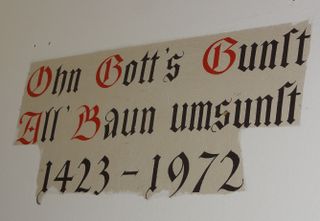 Ohn Gott's Gunſt
All' Baun umsunſt
1423 - 1972